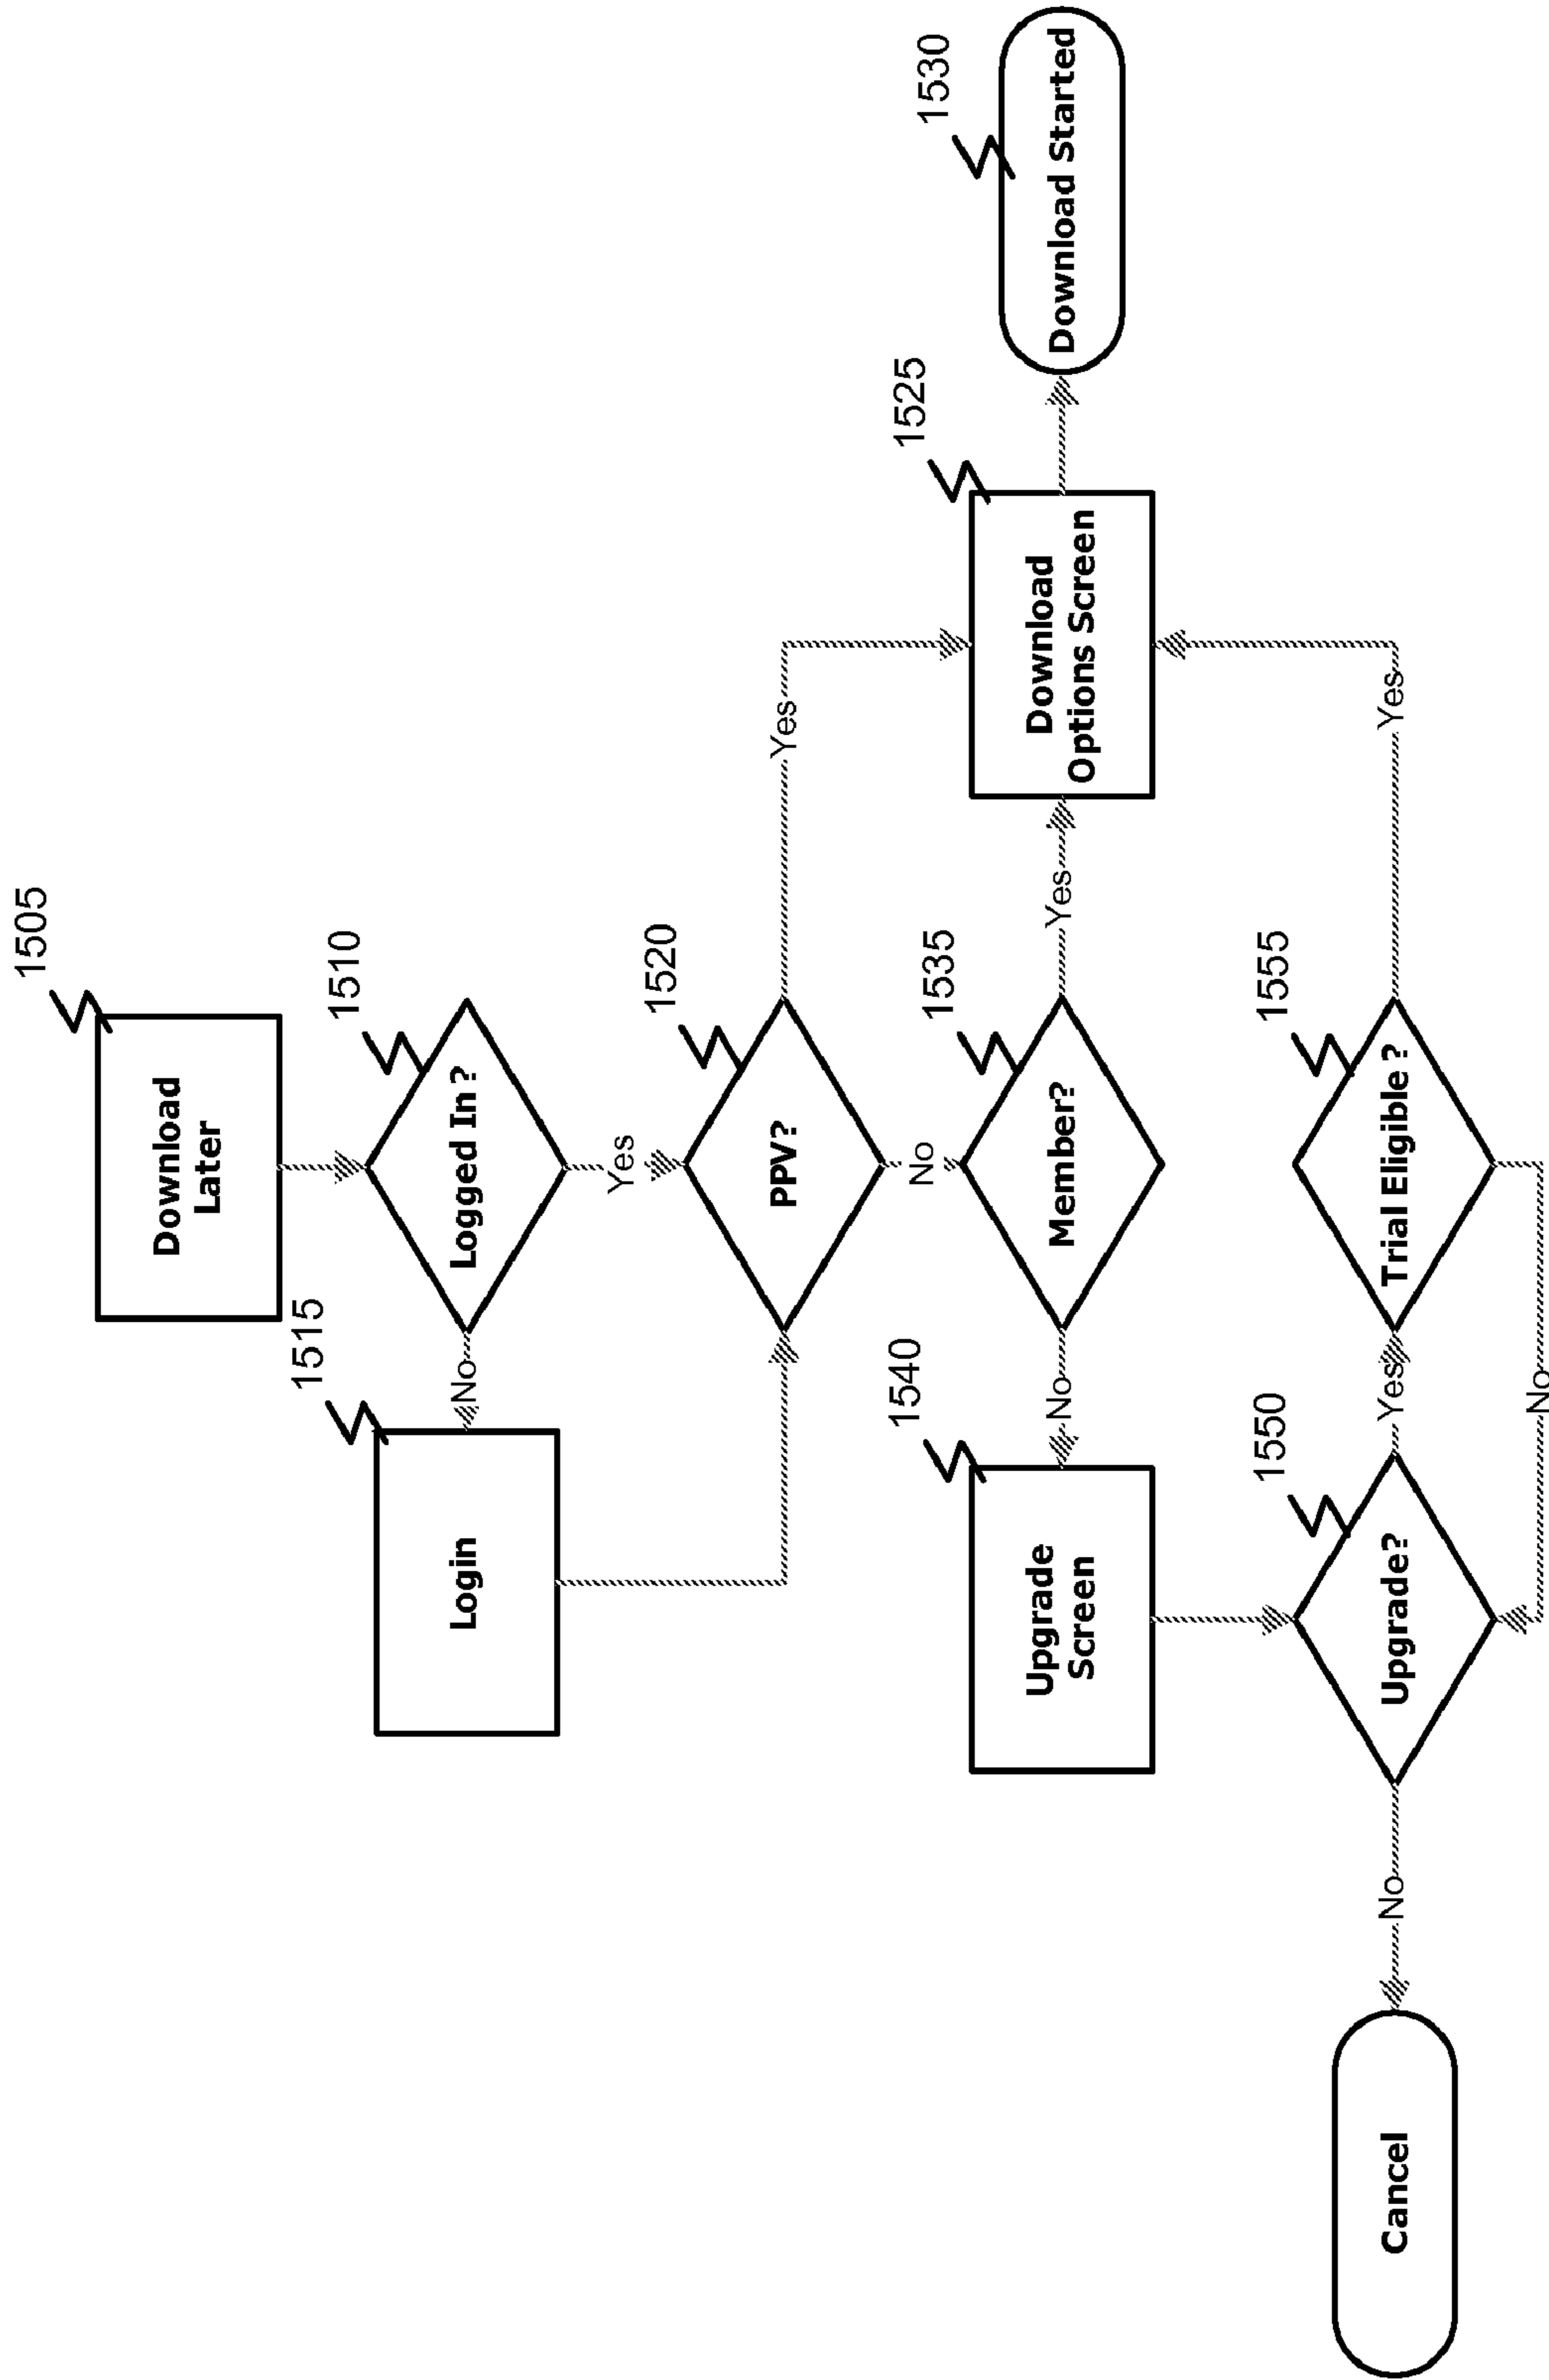 1505
Download
Later
1510
Logged In ?
No
1515
Login
Yes
1520
PPV?
Yes
No
1535
Member?
Yes
1525
Download
Options Screen
1530
Download Started
No
1540
Upgrade
Screen
1550
Upgrade?
Yes
1555
Trial Eligible ?
Yes
No
No
Cancel